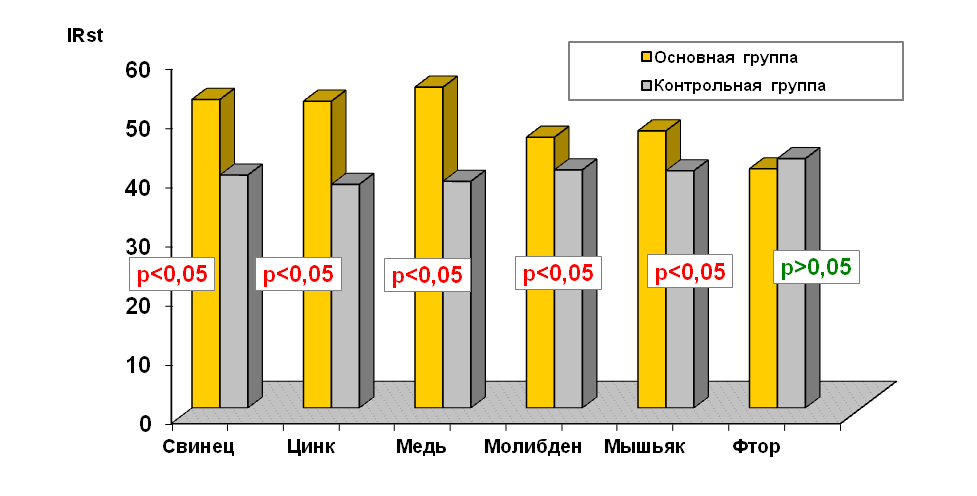 IRst
Основная группа
Контрольная группа
60
50
40
30
20
10
0
p<0,05
p<0,05
p<0,05
p<0,05
p<0,05
p>0,05
Свинец Цинк Медь Молибден Мышьяк Фтор